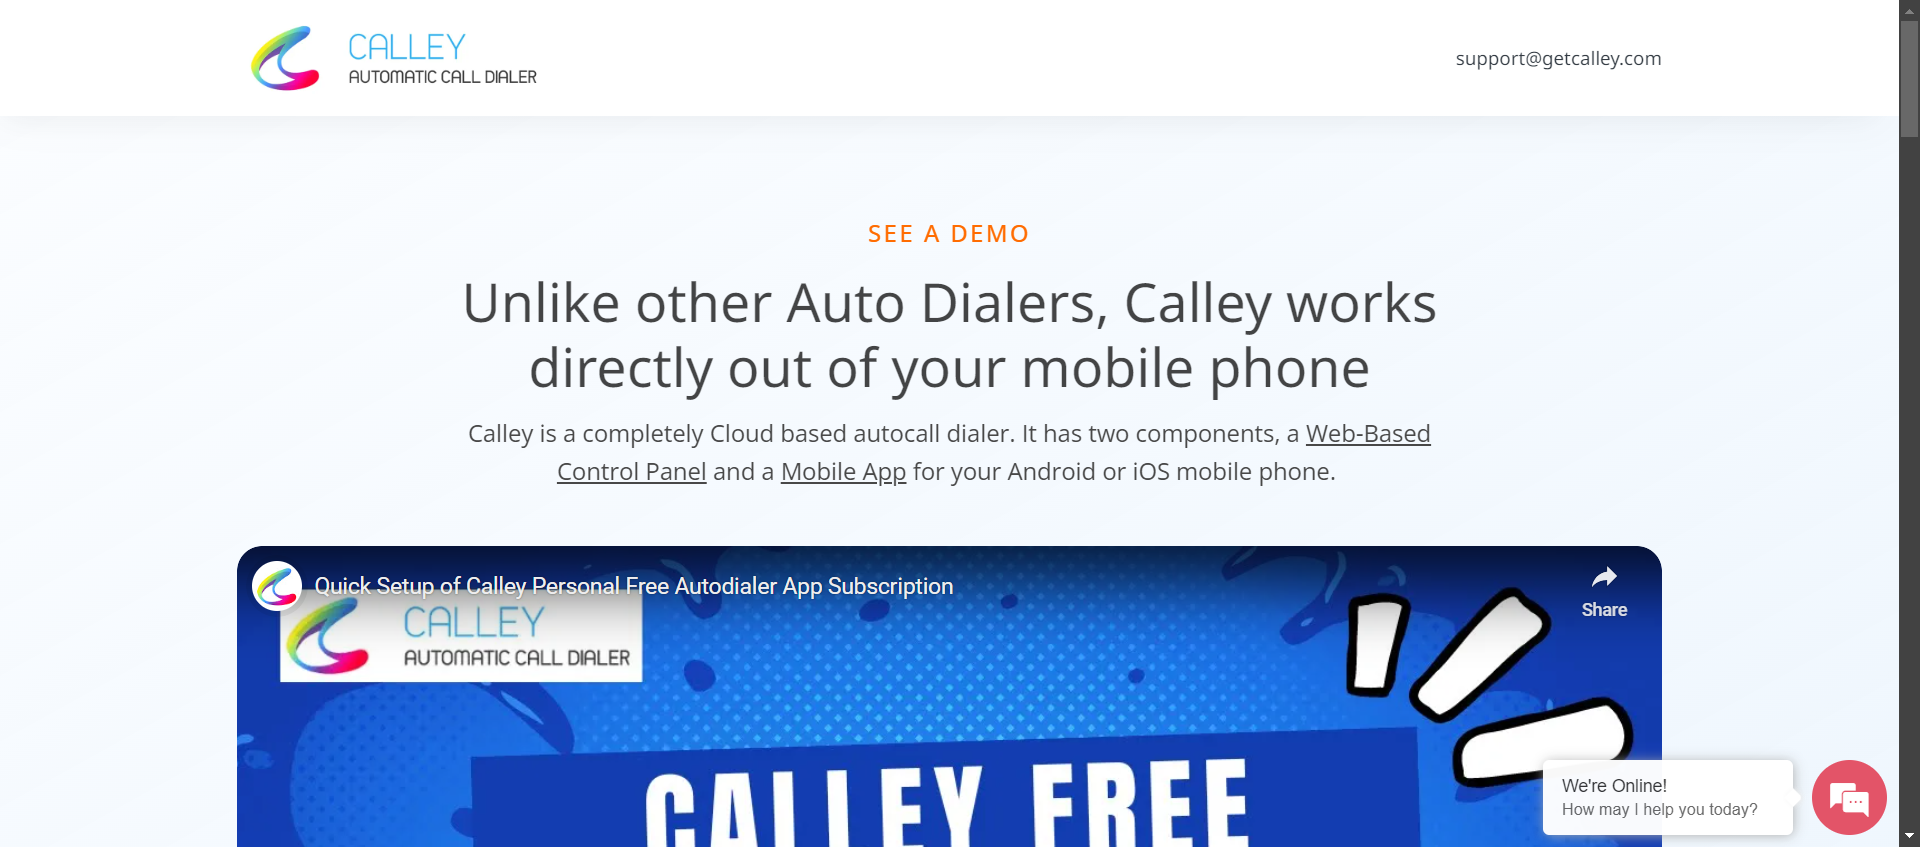 CALLEY
AUTOMATIC CALL DIALER
support@getcalley.com
SEE A DEMO
Unlike other Auto Dialers, Calley works
directly out of your mobile phone
Calley is a completely Cloud based autocall dialer. It has two components, a Web-Based
Control Panel and a Mobile App for your Android or iOS mobile phone.
Quick Setup of Calley Personal Free Autodialer App Subscription
Share
CALLEY
AUTOMATIC CALL DIALER
CALLEY FREE
We're Online!
How may I help you today?